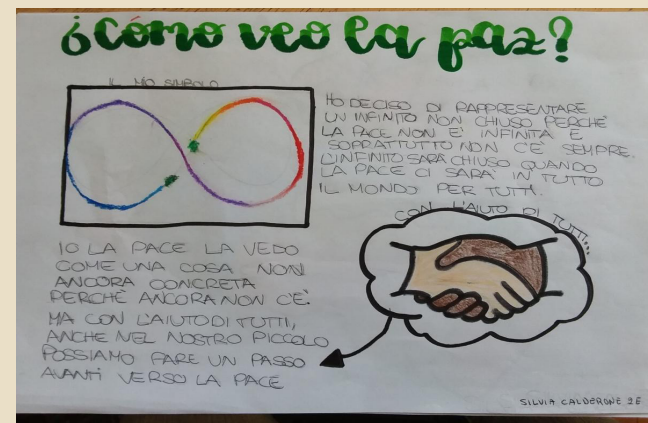 ¿Cómo veo la paz?
IL MIO SIMBOLO
HO DECISO DI RAPPRESENTARE
UN INFINITO NON CHIUSO PERCHÉ
LA PACE NON E' INFINITA E
SOPRATTUTTO NON C'E' SEMPRE.
L'INFINITO SARÀ CHIUSO QUANDO
LA PACE CI SARA' IN TUTTO
IL MONDO PER TUTTI.
CON L'AIUTO DI TUTTI...
IO LA PACE LA VEDO
COME UNA COSA NON
ANCORA CONCRETA
PERCHÉ ANCORA NON C'E'
MA CON L'AIUTO DI TUTTI,
ANCHE NEL NOSTRO PICCOLO
POSSIAMO FARE UN PASSO
AVANTI VERSO LA PACE
SILVIA CALDERONE 2E